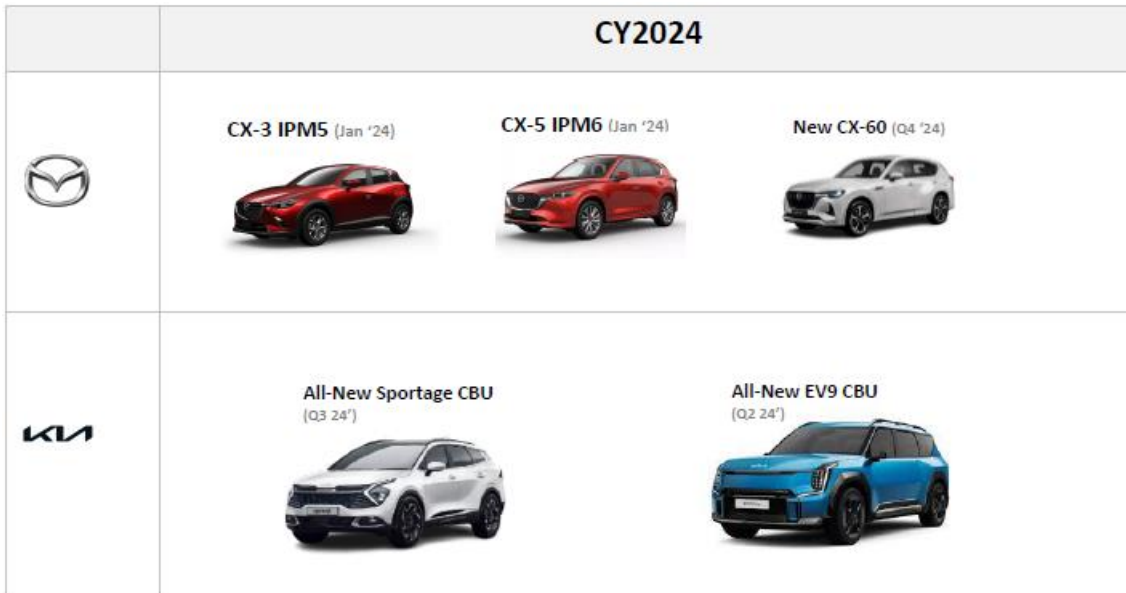 CY2024
CX-3 IPM5 (Jan ‘24)
CX-5 IPM6 (Jan ‘24)
New CX-60 (Q4 ‘24)
KIA
All-New Sportage CBU
(Q3 24’)
All-New EV9 CBU
(Q2 24’)